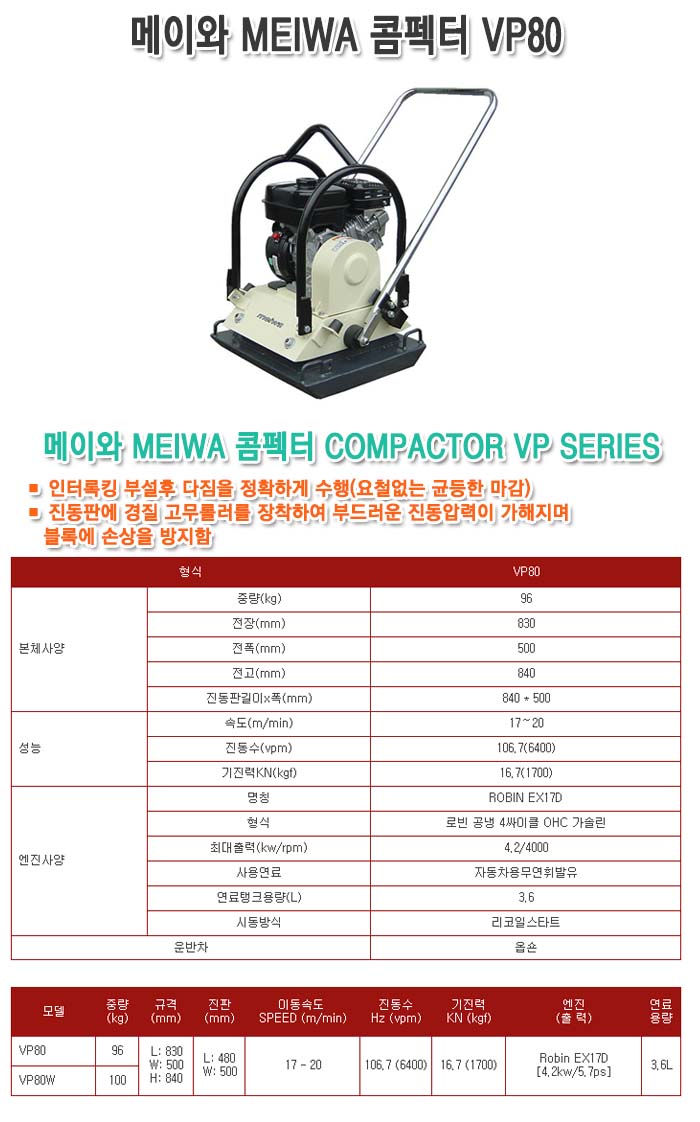 메이와 MEIWA 콤펙터 VP80
meiwa
메이와 MEIWA 콤펙터 COMPACTOR VP SERIES
■ 인터록킹 부설후 다짐을 정확하게 수행(요철없는 균등한 마감)
■ 진동판에 경질 고무롤러를 장착하여 부드러운 진동압력이 가해지며
블록에 손상을 방지함
형식 VP80
본체사양
중량(kg) 96
전장(mm) 830
전폭(mm) 500
전고(mm) 840
진동판길이x폭(mm) 840 * 500
성능
속도(m/min) 17~20
진동수(vpm) 106,7(6400)
기진력KN(kgf) 16,7(1700)
엔진사양
명칭 ROBIN EX17D
형식 로빈 공냉 4싸이클 OHC 가솔린
최대출력(kw/rpm) 4,2/4000
사용연료 자동차용무연휘발유
연료탱크용량(L) 3,6
시동방식 리코일스타트
운반차 옵숀
모델 중량 규격 진판 이동속도 진동수 기진력 엔진 연료
(kg) (mm) (mm) SPEED (m/min) Hz (vpm) KN (kgf) (출 력) 용량
VP80 96
VP80W 100
L: 830
W: 500
H: 840
L: 480
W: 500
17 - 20
106,7 (6400)
16,7 (1700)
Robin EX17D
[4,2kw/5,7ps]
3,6L